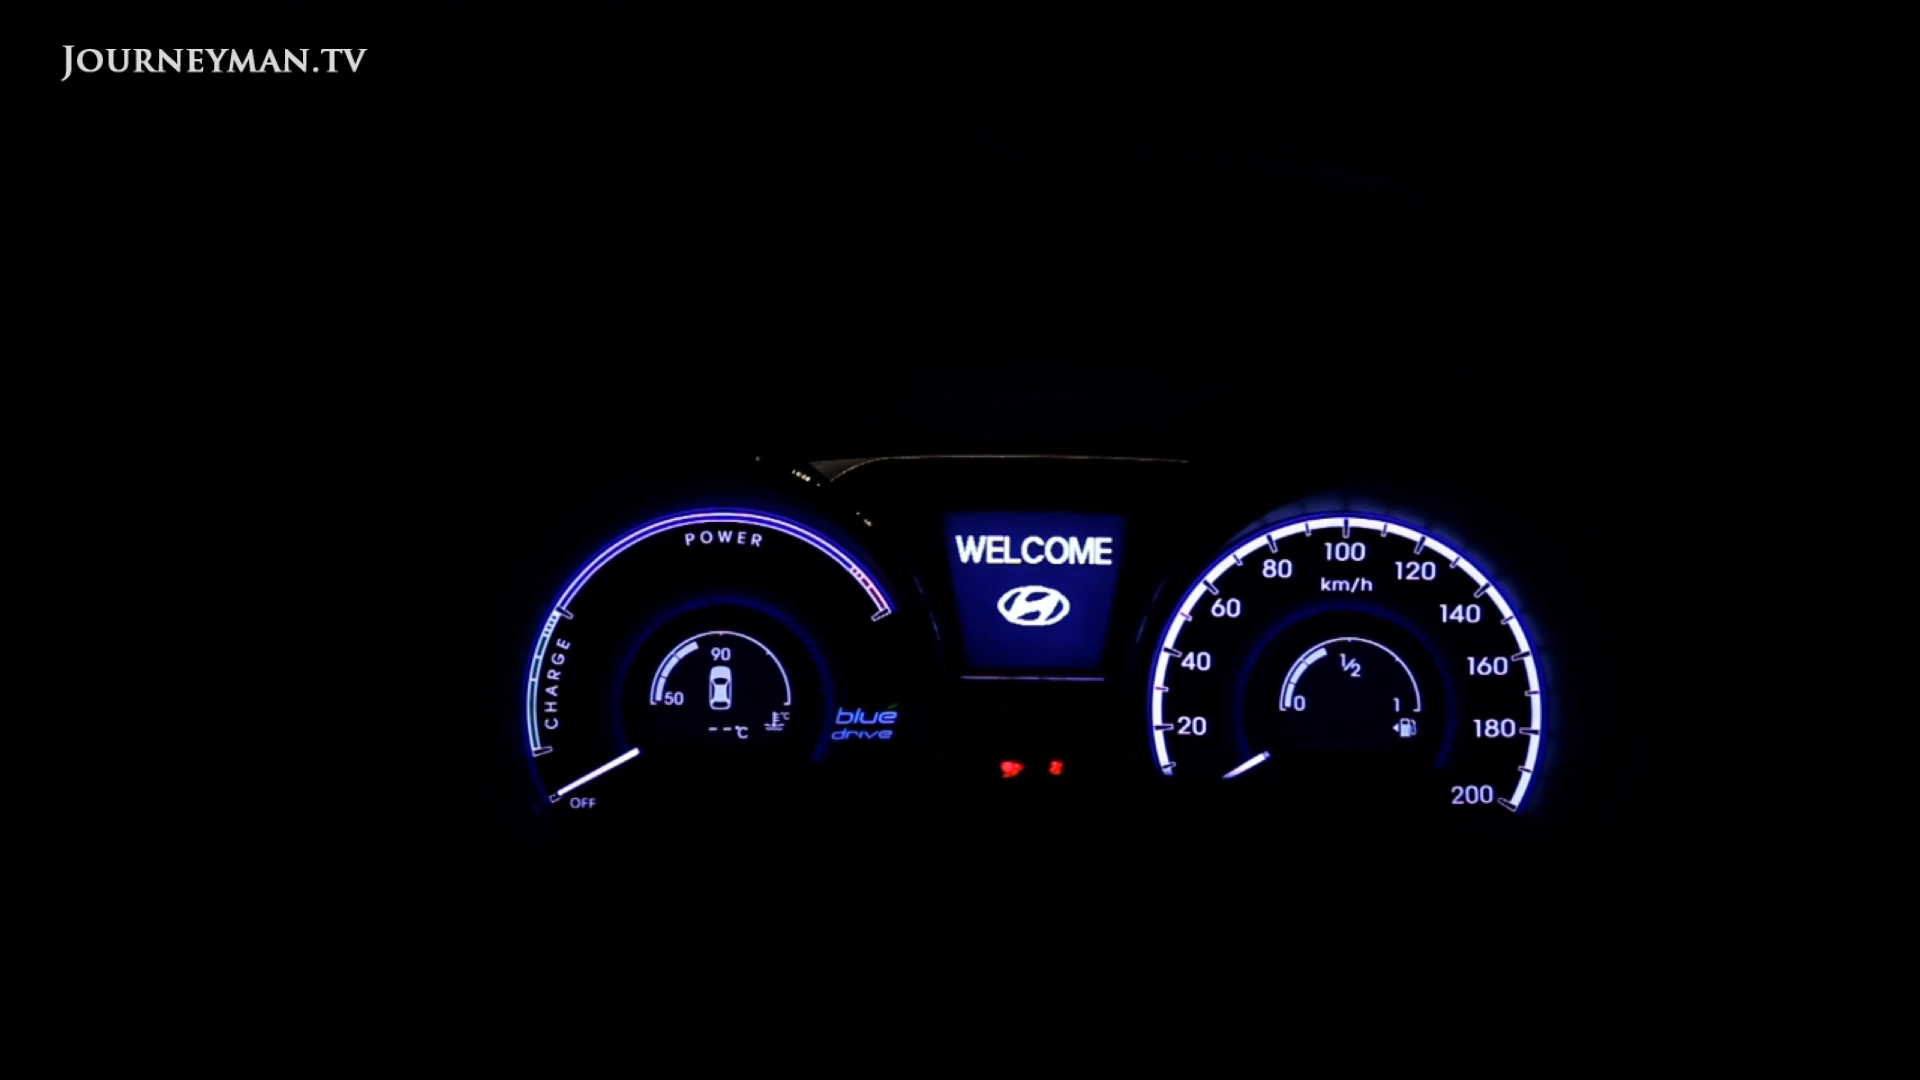 JOURNEYMAN.TV
POWER
CHARGE
OFF
90
50
--°C
°C
blue
drive
WELCOME
20
40
60
80
100
120
140
160
180
200
km/h
0
1/2
1